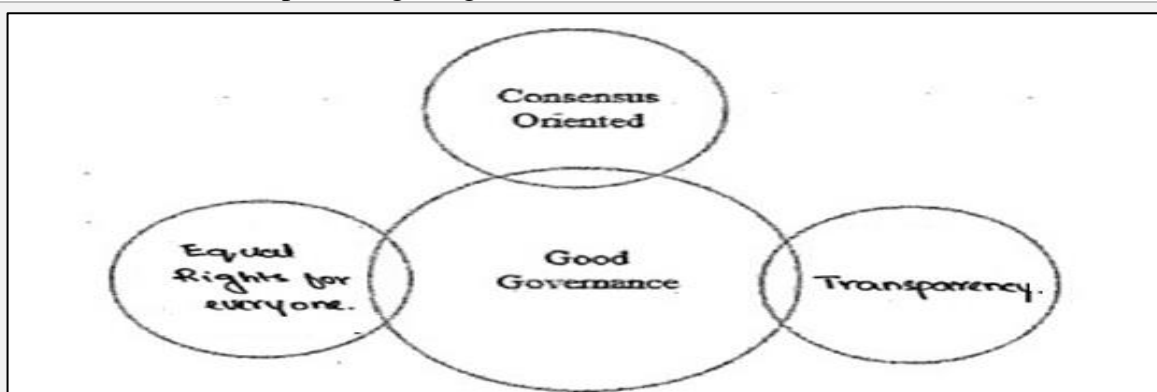 Consensus
Oriented
Equal
Rights for
everyone.
Good
Governance
Transparency.